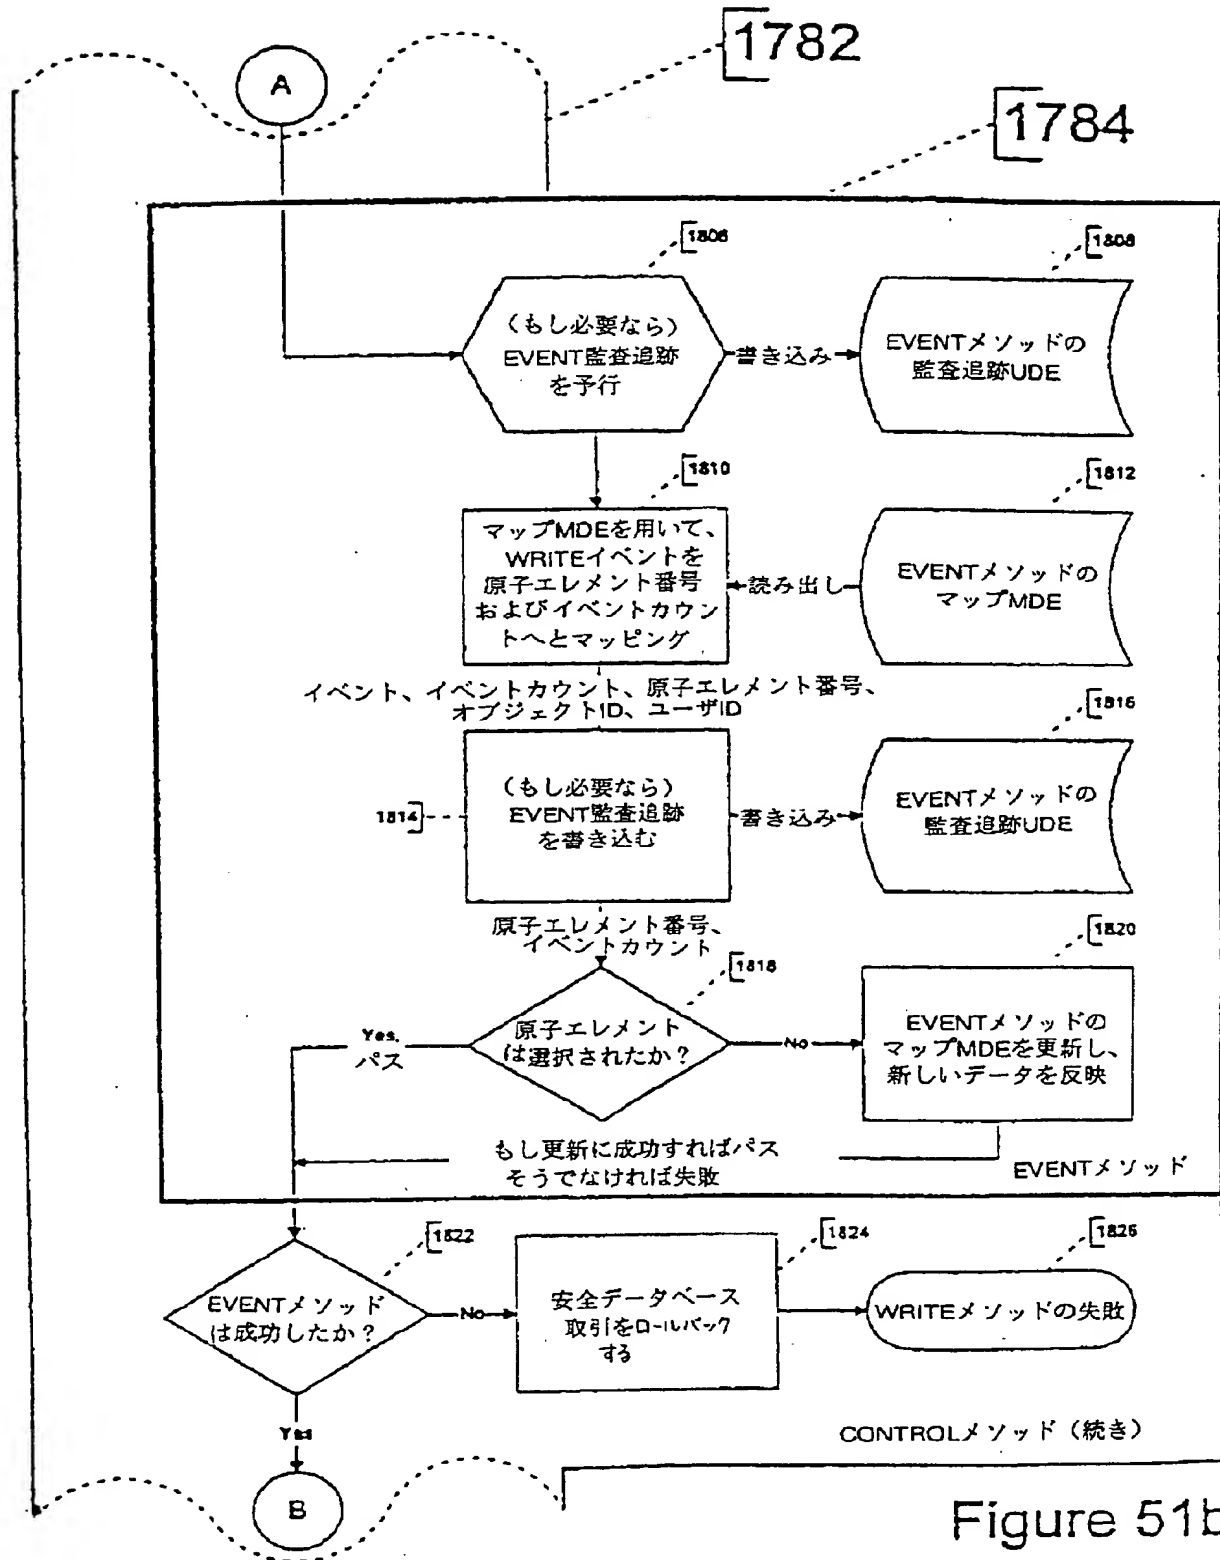 1782
A
1784
1806
1808
（もし必要なら）
EVENT監査追跡
を予行
書き込み
EVENTメソッドの
監査追跡UDE
1810
1812
マップMDEを用いて、
WRITEイベントを
原子エレメント番号
およびイベントカウン
トへとマッピング
読み出し
EVENTメソッドの
マップMDE
イベント、イベントカウント、原子エレメント番号、
オブジェクトID、ユーザID
1816
1814
（もし必要なら）
EVENT監査追跡
を書き込む
書き込み
EVENTメソッドの
監査追跡UDE
原子エレメント番号、
イベントカウント
1818
1820
Yes.
パス
原子エレメント
は選択されたか？
No
EVENTメソッドの
マップMDEを更新し、
新しいデータを反映
もし更新に成功すればパス
そうでなければ失敗
EVENTメソッド
1822
1824
1826
EVENTメソッド
は成功したか？
No
安全データベース
取引をロールバック
する
WRITEメソッドの失敗
Yes
CONTROLメソッド（続き）
B
Figure 51b